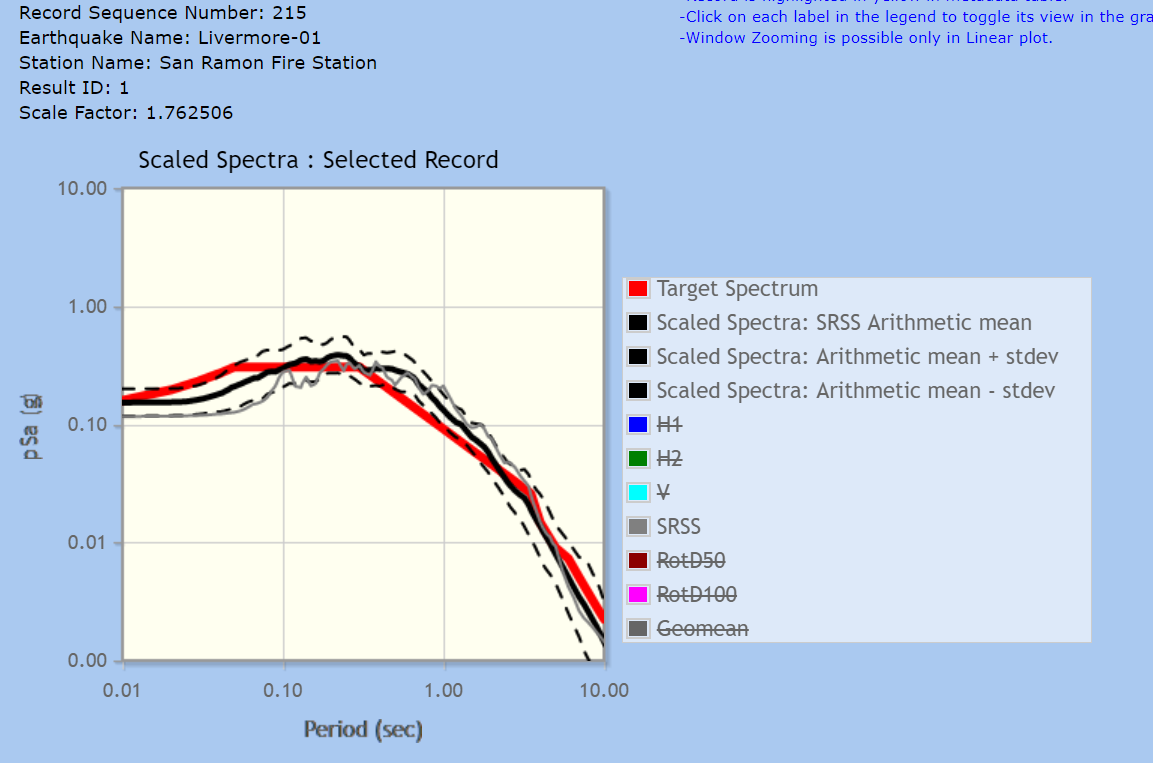 Record Sequence Number: 215
Earthquake Name: Livermore-01
Station Name: San Ramon Fire Station
Result ID: 1
Scale Factor: 1.762506
-Click on each label in the legend to toggle its view in the gra
-Window Zooming is possible only in Linear plot.
Scaled Spectra : Selected Record
10.00
1.00
0.10
0.01
0.00
pSa (g)
0.01 0.10 1.00 10.00
Period (sec)
Target Spectrum
Scaled Spectra: SRSS Arithmetic mean
Scaled Spectra: Arithmetic mean + stdev
Scaled Spectra: Arithmetic mean - stdev
H1
H2
V
SRSS
RotD50
RotD100
Geomean